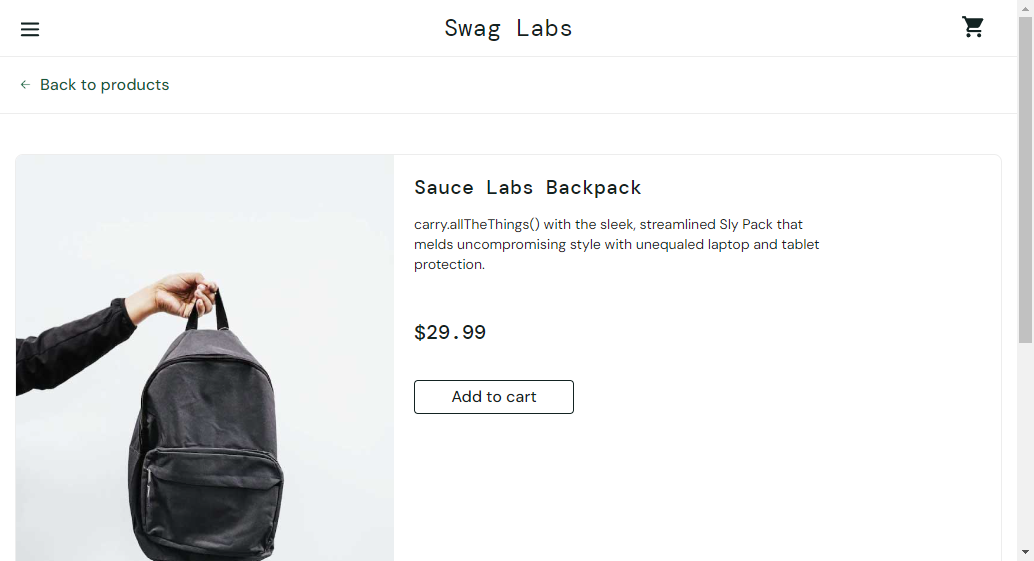 Swag Labs
← Back to products
Sauce Labs Backpack
carry.allTheThings() with the sleek, streamlined Sly Pack that
melds uncompromising style with unequaled laptop and tablet
protection.
$29.99
Add to cart